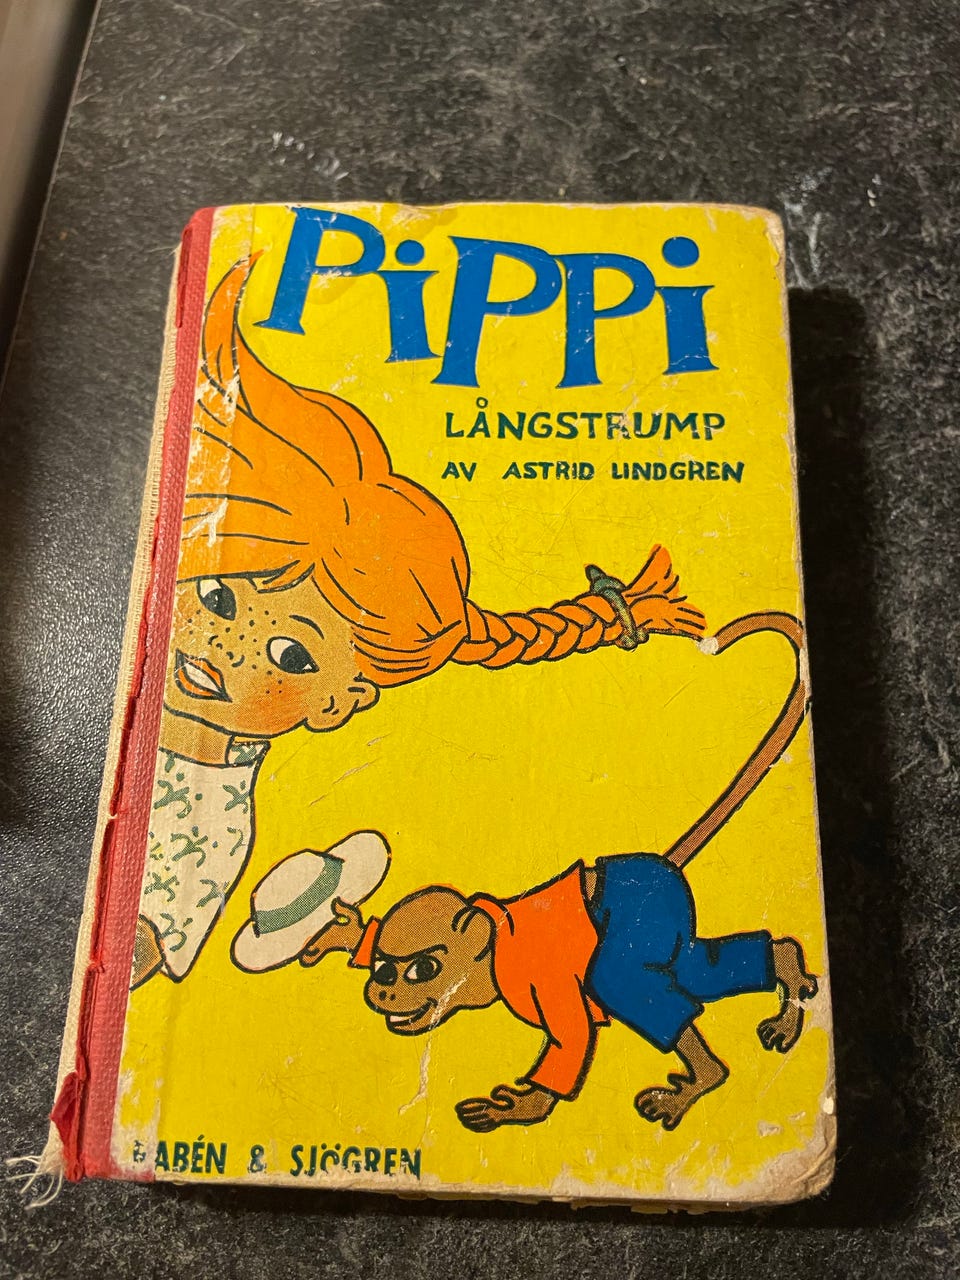 PiPPi
LÅNGSTRUMP
AV ASTRID LINDGREN
RABÉN & SJÖGREN